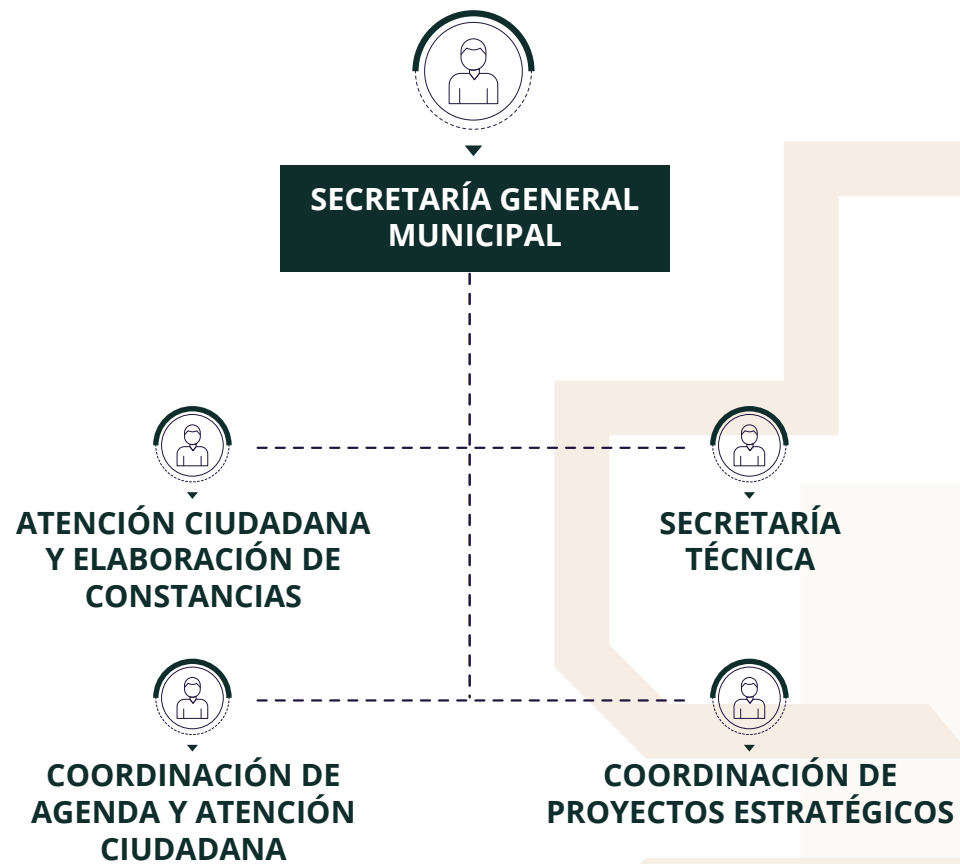 SECRETARÍA GENERAL
MUNICIPAL
ATENCIÓN CIUDADANA
Y ELABORACIÓN DE
CONSTANCIAS
SECRETARÍA
TÉCNICA
COORDINACIÓN DE
AGENDA Y ATENCIÓN
CIUDADANA
COORDINACIÓN DE
PROYECTOS ESTRATÉGICOS